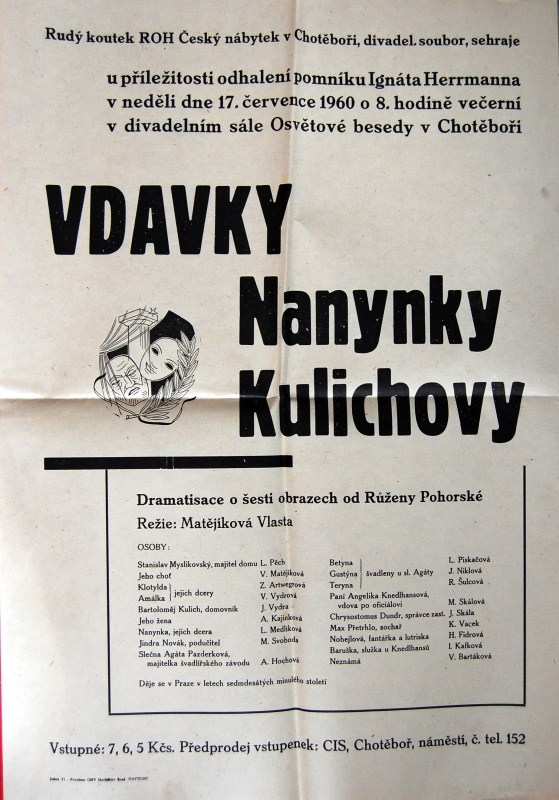 Rudý koutek ROH Český nábytek v Chotěboři, divadel. soubor, sehraje
u příležitosti odhalení pomníku Ignáta Herrmanna
v neděli dne 17. července 1960 o 8. hodině večerní
v divadelním sále Osvětové besedy v Chotěboři
VDAVKY
Nanynky
Kulichovy
Dramatisace o šesti obrazech od Růženy Pohorské
Režie: Matějíková Vlasta
OSOBY:
Stanislav Myslikovský, majitel domu L. Pěch
Jeho choť V. Matějíková
Klotylda Z. Artwegrová
Amálka jejich dcery V. Vydrová
Bartoloměj Kulich, domovník J. Vydra
Jeho žena A. Kajínková
Nanynka, jejich dcera L. Medliková
Jindra Novák, podučitel M. Svoboda
Slečna Agáta Pazderková,
majitelka švadlířského závodu A. Hochová
Betyna L. Piskačová
Gustýna švadleny u sl. Agáty J. Niklová
Teryna R. Šulcová
Paní Angelika Knedlhansová,
vdova po oficiálovi M. Skálová
Chrysostomus Dundr, správce zast. J. Skála
Max Přetrhlo, sochař K. Vacek
Nohejlová, fantářka a lutriska H. Fidrová
Baruška, služka u Knedlhansů I. Kafková
Neznámá V. Bartáková
Děje se v Praze v letech sedmdesátých minulého století
Vstupné: 7, 6, 5 Kčs. Předprodej vstupenek: CIS, Chotěboř, náměstí, č. tel. 152